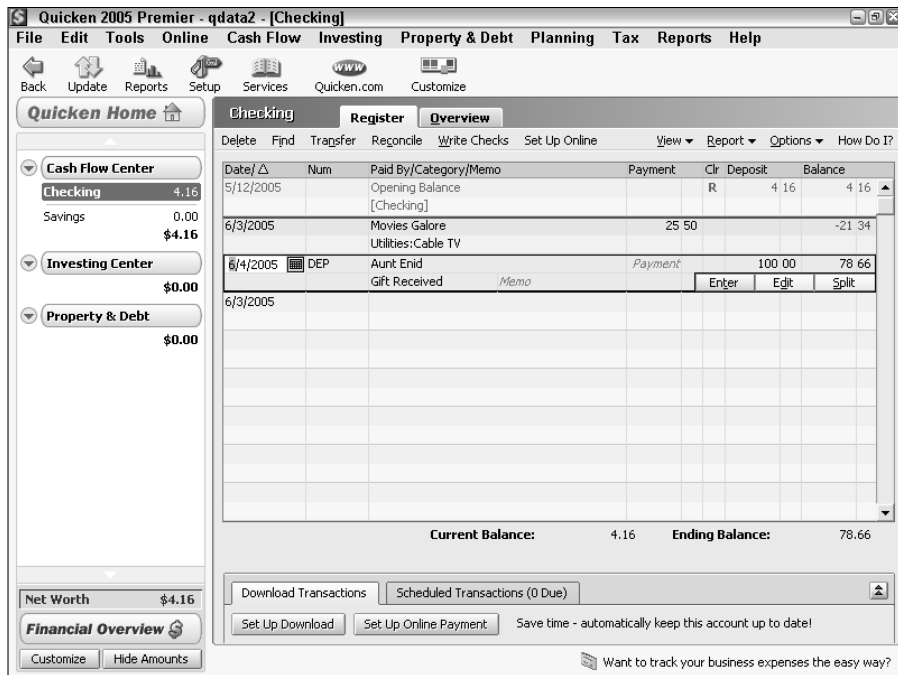 Quicken 2005 Premier - qdata2 - [Checking]
File Edit Tools Online Cash Flow Investing Property & Debt Planning Tax Reports Help
Back Update Reports Setup Services Quicken.com Customize
WWW
Quicken Home
Cash Flow Center
Checking 4.16
Savings 0.00
$4.16
Investing Center
$0.00
Property & Debt
$0.00
Net Worth $4.16
Financial Overview
Customize Hide Amounts
Checking Register Overview
Delete Find Transfer Reconcile Write Checks Set Up Online View Report Options How Do I?
Date/ Num Paid By/Category/Memo Payment Clr Deposit Balance
5/12/2005 Opening Balance R 4 16 4 16
[Checking]
6/3/2005 Movies Galore 25 50 -21 34
Utilities:Cable TV
6/4/2005 DEP Aunt Enid Payment 100 00 78 66
Gift Received Memo Enter Edit Split
6/3/2005
Current Balance: 4.16 Ending Balance: 78.66
Download Transactions Scheduled Transactions (0 Due)
Set Up Download Set Up Online Payment Save time - automatically keep this account up to date!
Want to track your business expenses the easy way?